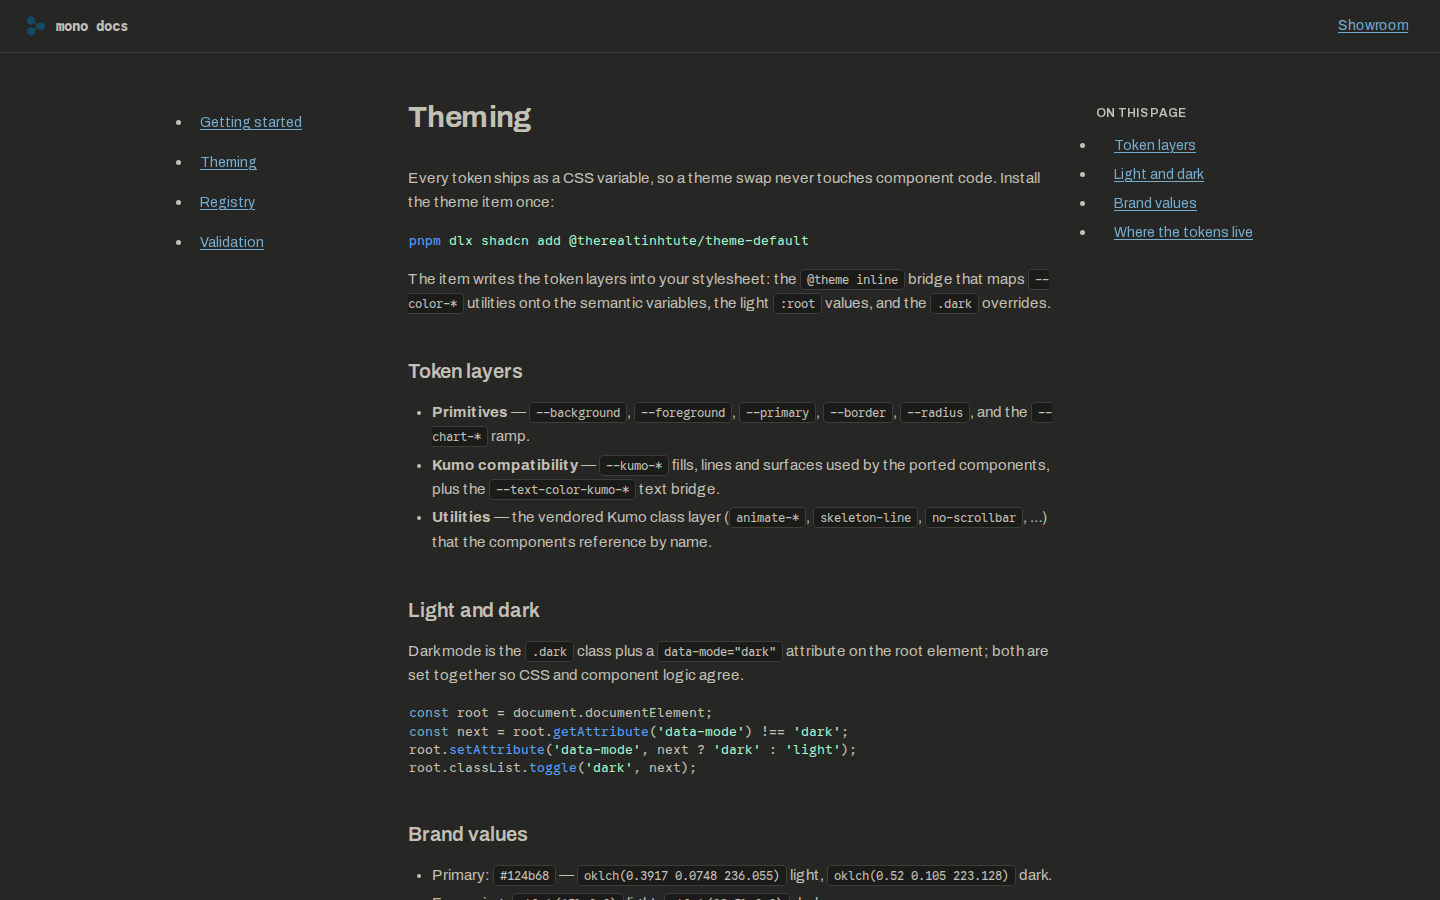 mono docs
Showroom
Getting started
Theming
Registry
Validation
Theming
Every token ships as a CSS variable, so a theme swap never touches component code. Install
the theme item once:
pnpm dlx shadcn add @therealtinhtute/theme-default
The item writes the token layers into your stylesheet: the @theme inline bridge that maps --
color-* utilities onto the semantic variables, the light :root values, and the .dark overrides.
Token layers
Primitives — --background, --foreground, --primary, --border, --radius, and the --
chart-* ramp.
Kumo compatibility — --kumo-* fills, lines and surfaces used by the ported components,
plus the --text-color-kumo-* text bridge.
Utilities — the vendored Kumo class layer (animate-*, skeleton-line, no-scrollbar, …)
that the components reference by name.
Light and dark
Dark mode is the .dark class plus a data-mode="dark" attribute on the root element; both are
set together so CSS and component logic agree.
const root = document.documentElement;
const next = root.getAttribute('data-mode') !== 'dark';
root.setAttribute('data-mode', next ? 'dark' : 'light');
root.classList.toggle('dark', next);
Brand values
Primary: #124b68 — oklch(0.3917 0.0748 236.055) light, oklch(0.52 0.105 223.128) dark.
ON THIS PAGE
Token layers
Light and dark
Brand values
Where the tokens live